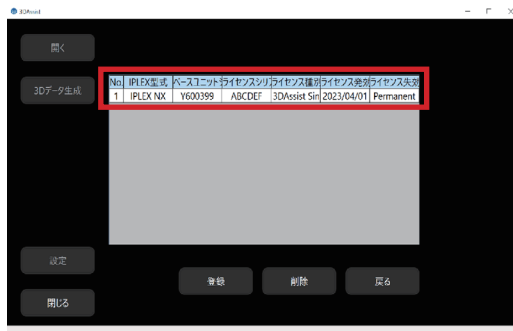 3DAssist
開く
3Dデータ生成
No. IPLEX型式 ベースユニット ライセンスシリ ライセンス種別 ライセンス発効 ライセンス失効
1 IPLEX NX Y600399 ABCDEF 3DAssist Sin 2023/04/01 Permanent
設定
登録 削除 戻る
閉じる